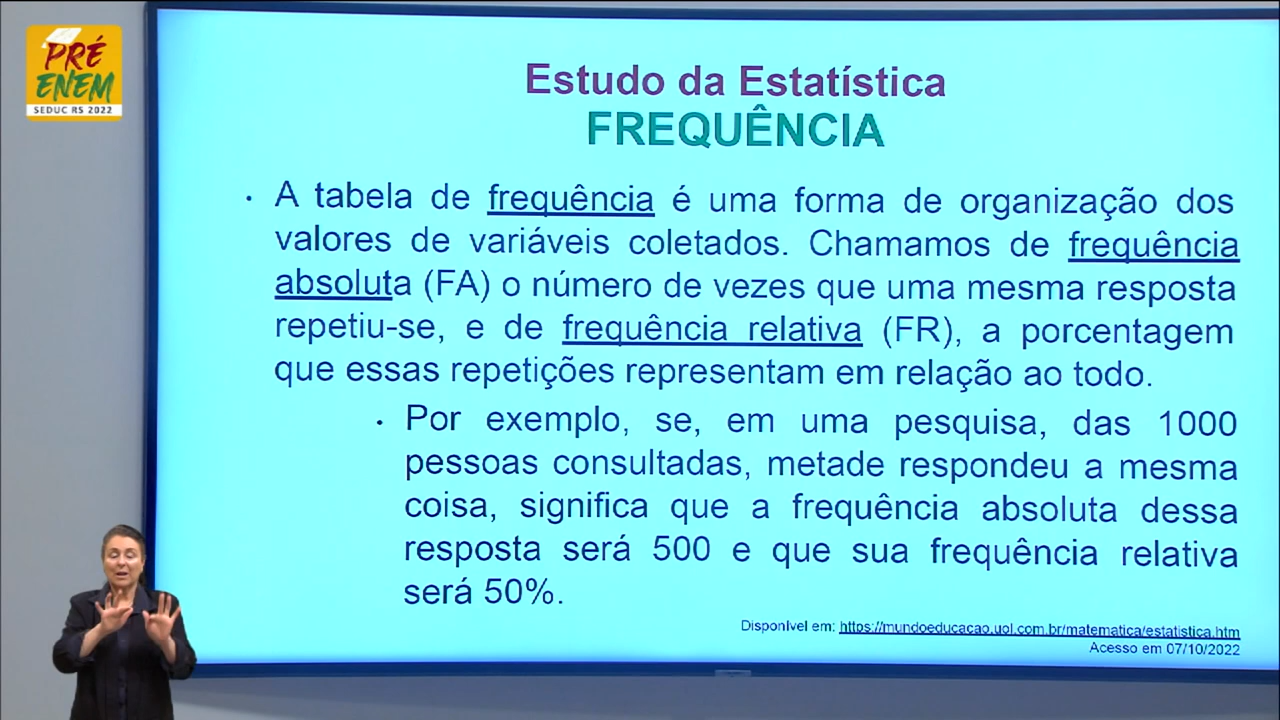 PRÉ
ENEM
SEDUC RS 2022
Estudo da Estatística
FREQUÊNCIA
• A tabela de frequência é uma forma de organização dos
valores de variáveis coletados. Chamamos de frequência
absoluta (FA) o número de vezes que uma mesma resposta
repetiu-se, e de frequência relativa (FR), a porcentagem
que essas repetições representam em relação ao todo.
• Por exemplo, se, em uma pesquisa, das 1000
pessoas consultadas, metade respondeu a mesma
coisa, significa que a frequência absoluta dessa
resposta será 500 e que sua frequência relativa
será 50%.
Disponível em: https://mundoeducacao.uol.com.br/matematica/estatistica.htm
Acesso em 07/10/2022